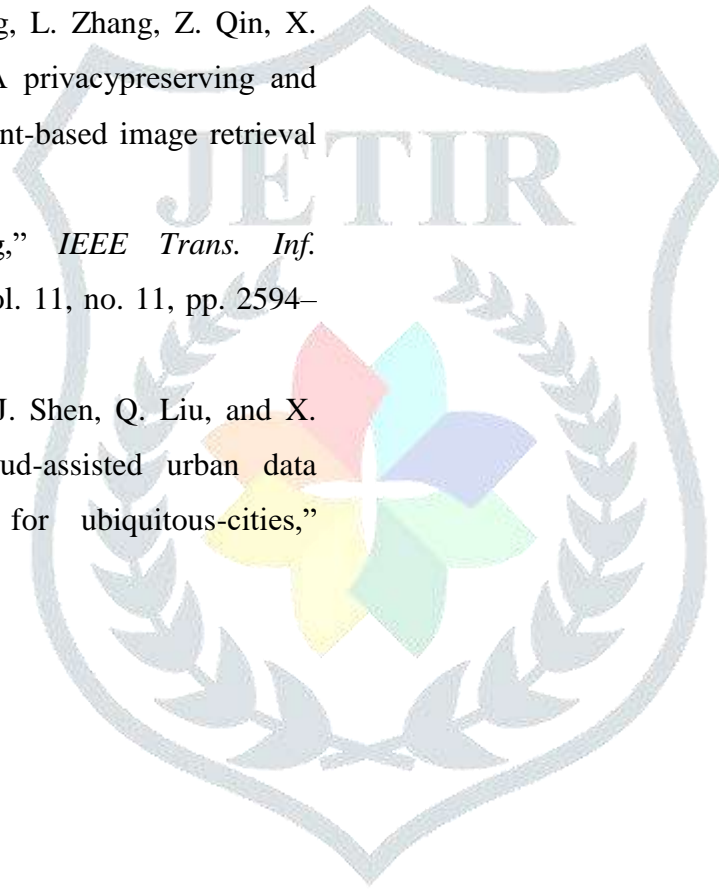 g, L. Zhang, Z. Qin, X.
A privacypreserving and
nt-based image retrieval
JETIR
g,” IEEE Trans. Inf.
ol. 11, no. 11, pp. 2594–
J. Shen, Q. Liu, and X.
ud-assisted urban data
for ubiquitous-cities,”